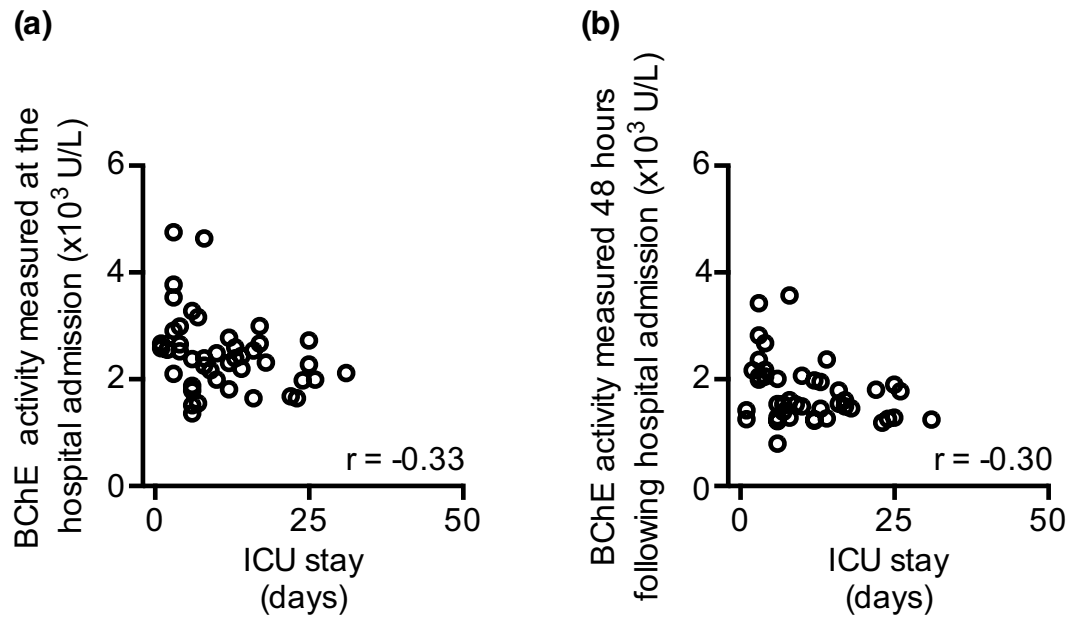 (a)
BChE activity measured at the
hospital admission (x10³ U/L)
6
4
2
0
0
25
50
r = -0.33
ICU stay
(days)
(b)
BChE activity measured 48 hours
following hospital admission (x10³ U/L)
6
4
2
0
0
25
50
r = -0.30
ICU stay
(days)